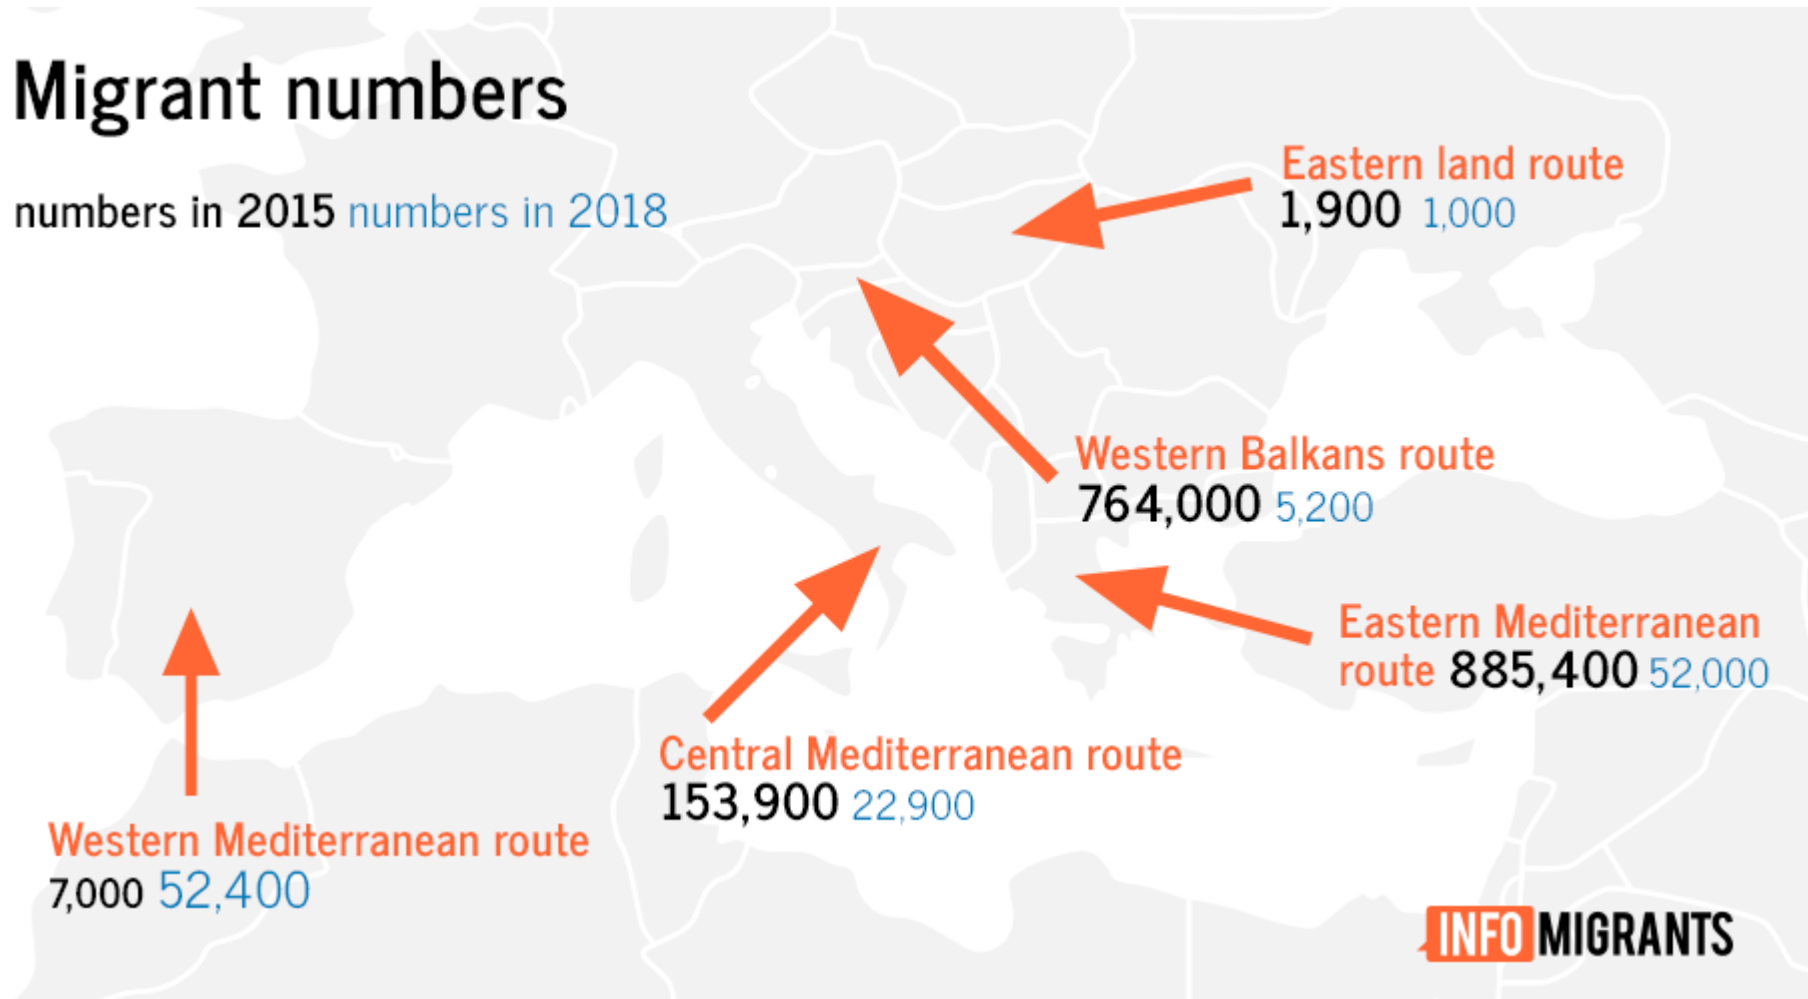 Migrant numbers
numbers in 2015 numbers in 2018
Eastern land route
1,900 1,000
Western Balkans route
764,000 5,200
Eastern Mediterranean
route 885,400 52,000
Central Mediterranean route
153,900 22,900
Western Mediterranean route
7,000 52,400
INFO MIGRANTS